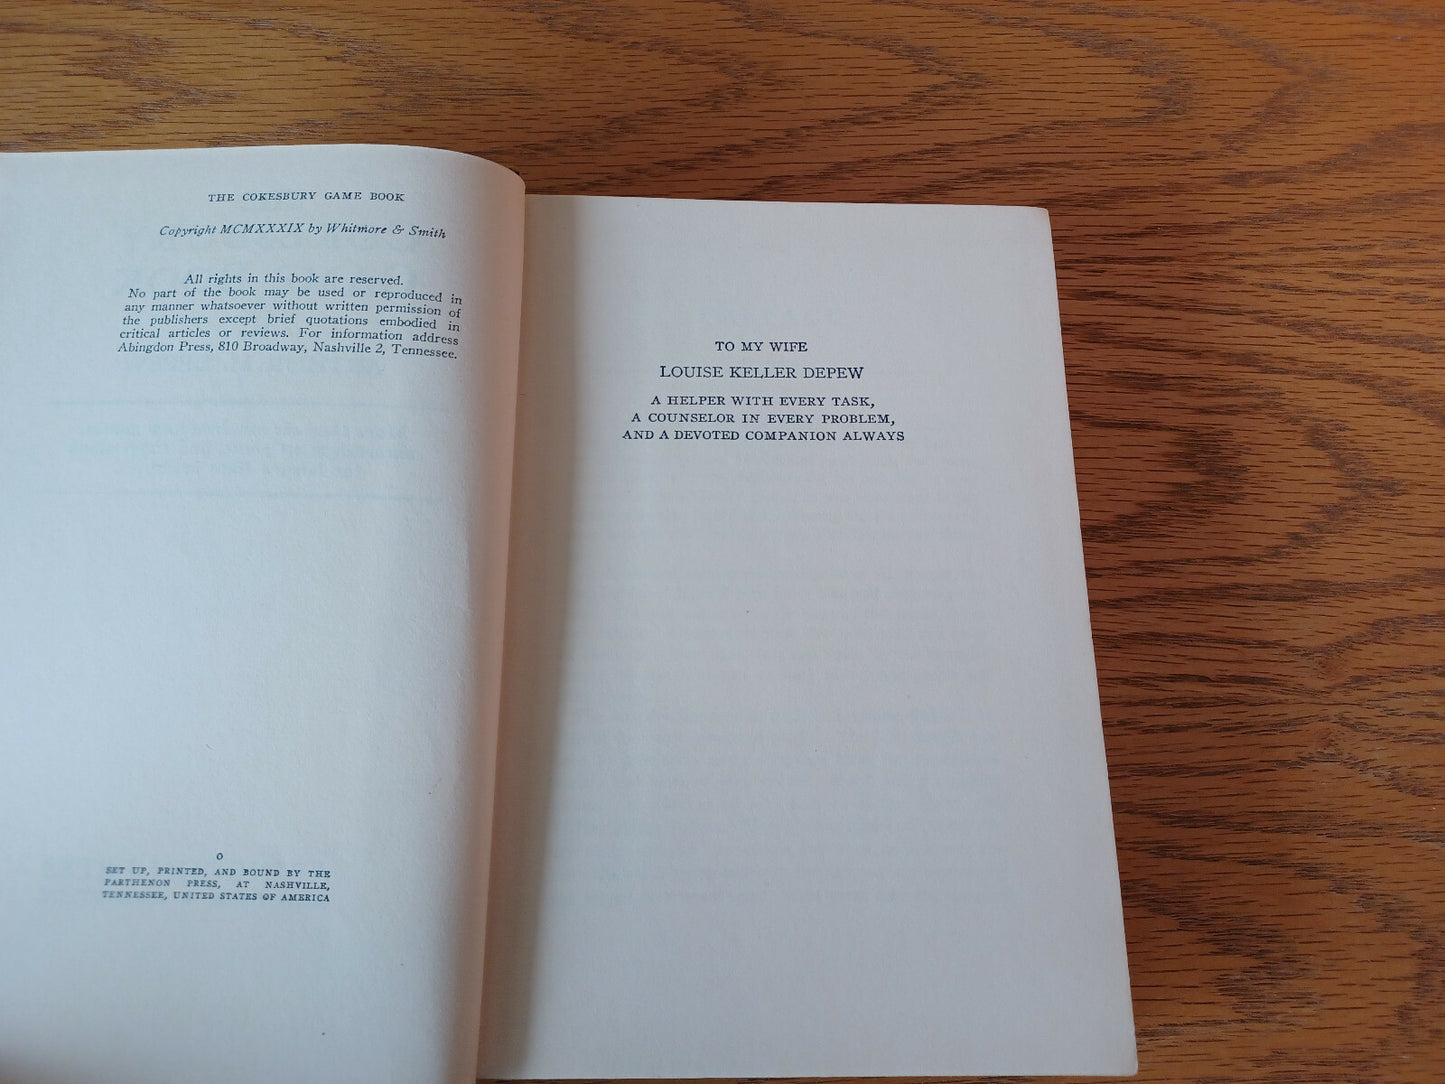 THE COKESBURY GAME BOOK
Copyright MCMXXXIX by Whitmore & Smith
All rights in this book are reserved.
No part of the book may be used or reproduced in
any manner whatsoever without written permission of
the publishers except brief quotations embodied in
critical articles or reviews. For information address
Abingdon Press, 810 Broadway, Nashville 2, Tennessee.
O
SET UP, PRINTED, AND BOUND BY THE
PARTHENON PRESS, AT NASHVILLE,
TENNESSEE, UNITED STATES OF AMERICA
TO MY WIFE
LOUISE KELLER DEPEW
A HELPER WITH EVERY TASK,
A COUNSELOR IN EVERY PROBLEM,
AND A DEVOTED COMPANION ALWAYS